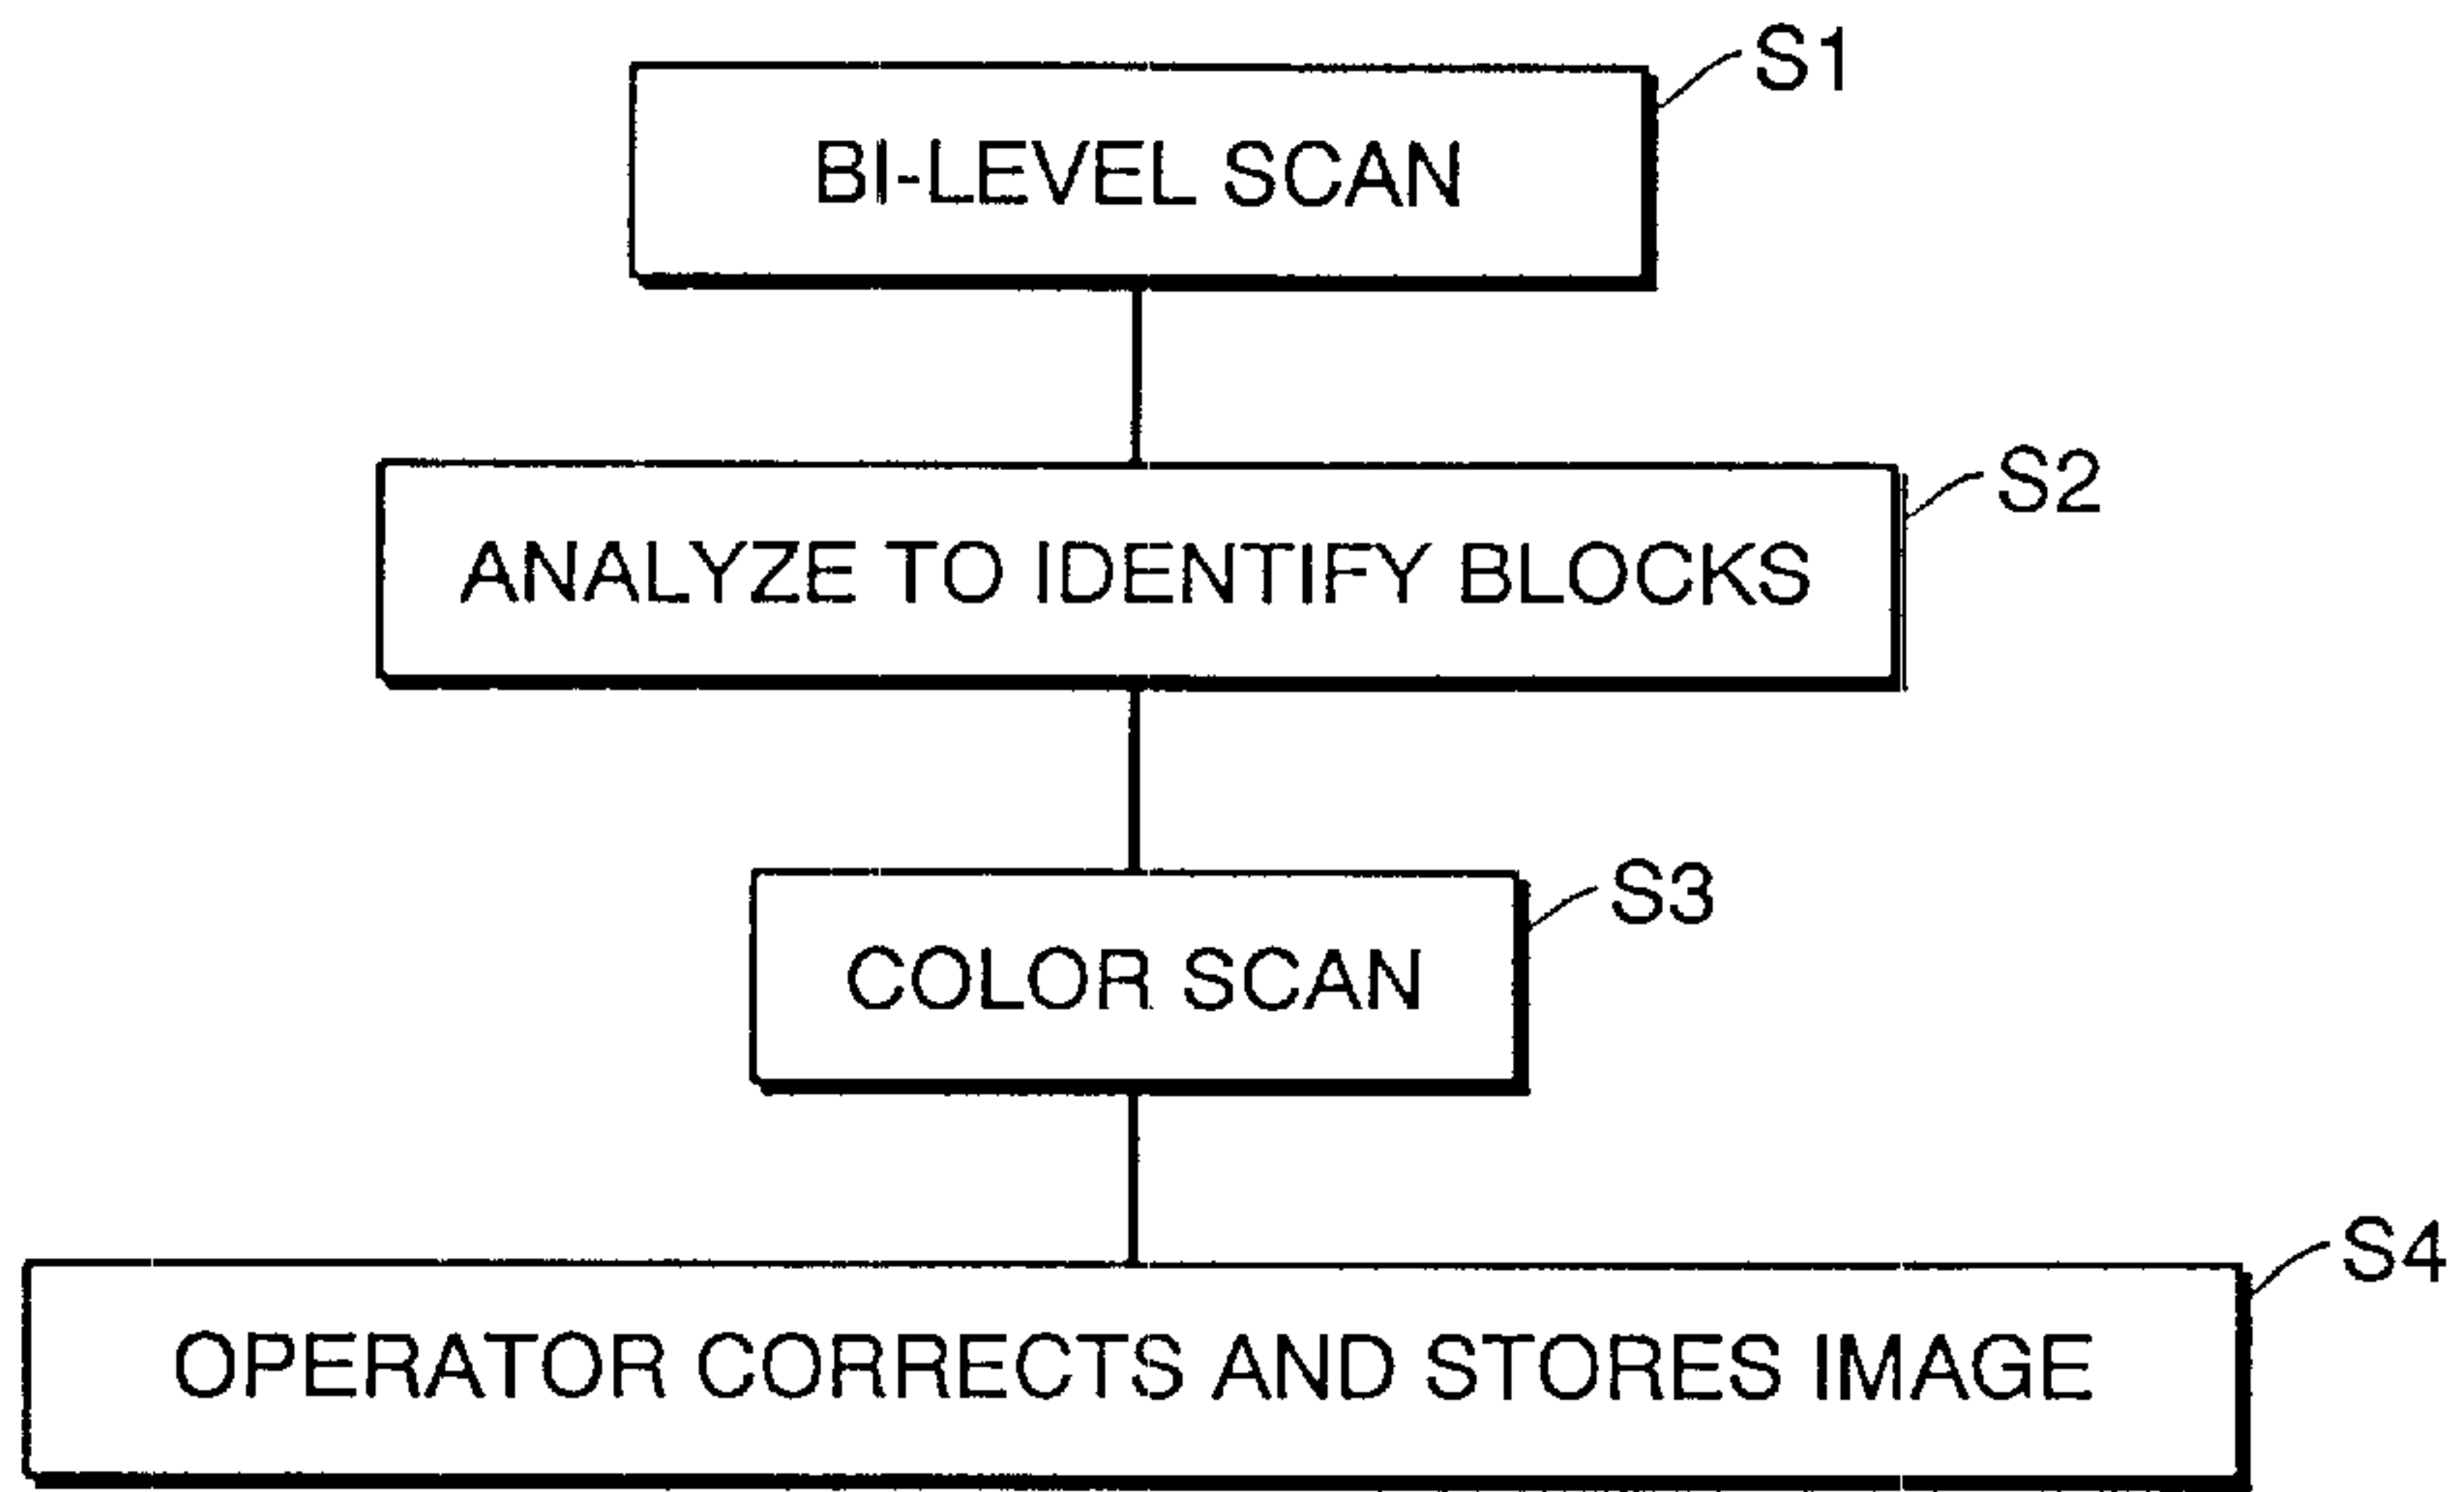 S1
BI-LEVEL SCAN
S2
ANALYZE TO IDENTIFY BLOCKS
S3
COLOR SCAN
S4
OPERATOR CORRECTS AND STORES IMAGE